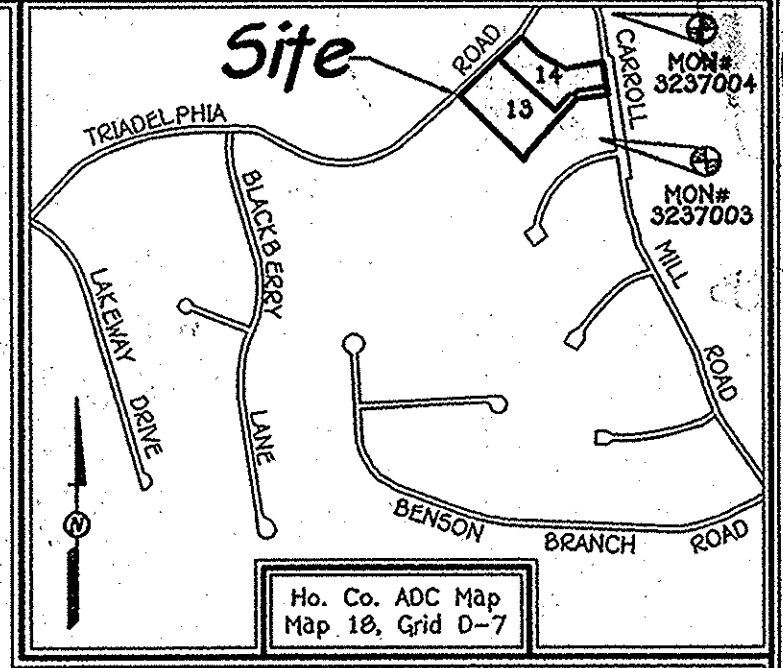 Site
ROAD
14
13
CARROLL
MON#
3237004
TRIADELPHIA
MON#
3237003
BLACKBERRY
MILL
LAKEWAY
ROAD
DRIVE
LANE
N
BENSON
BRANCH
ROAD
Ho. Co. ADC Map
Map 18, Grid D-7